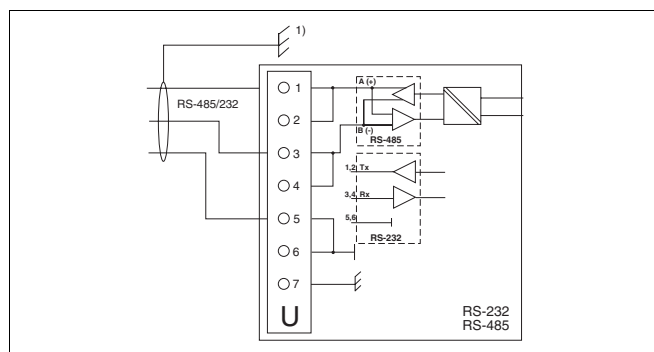 1)
RS-485/232
1
2
3
4
5
6
7
U
A (+)
B (-)
RS-485
1,2 Tx
3,4 Rx
5,6
RS-232
RS-232
RS-485